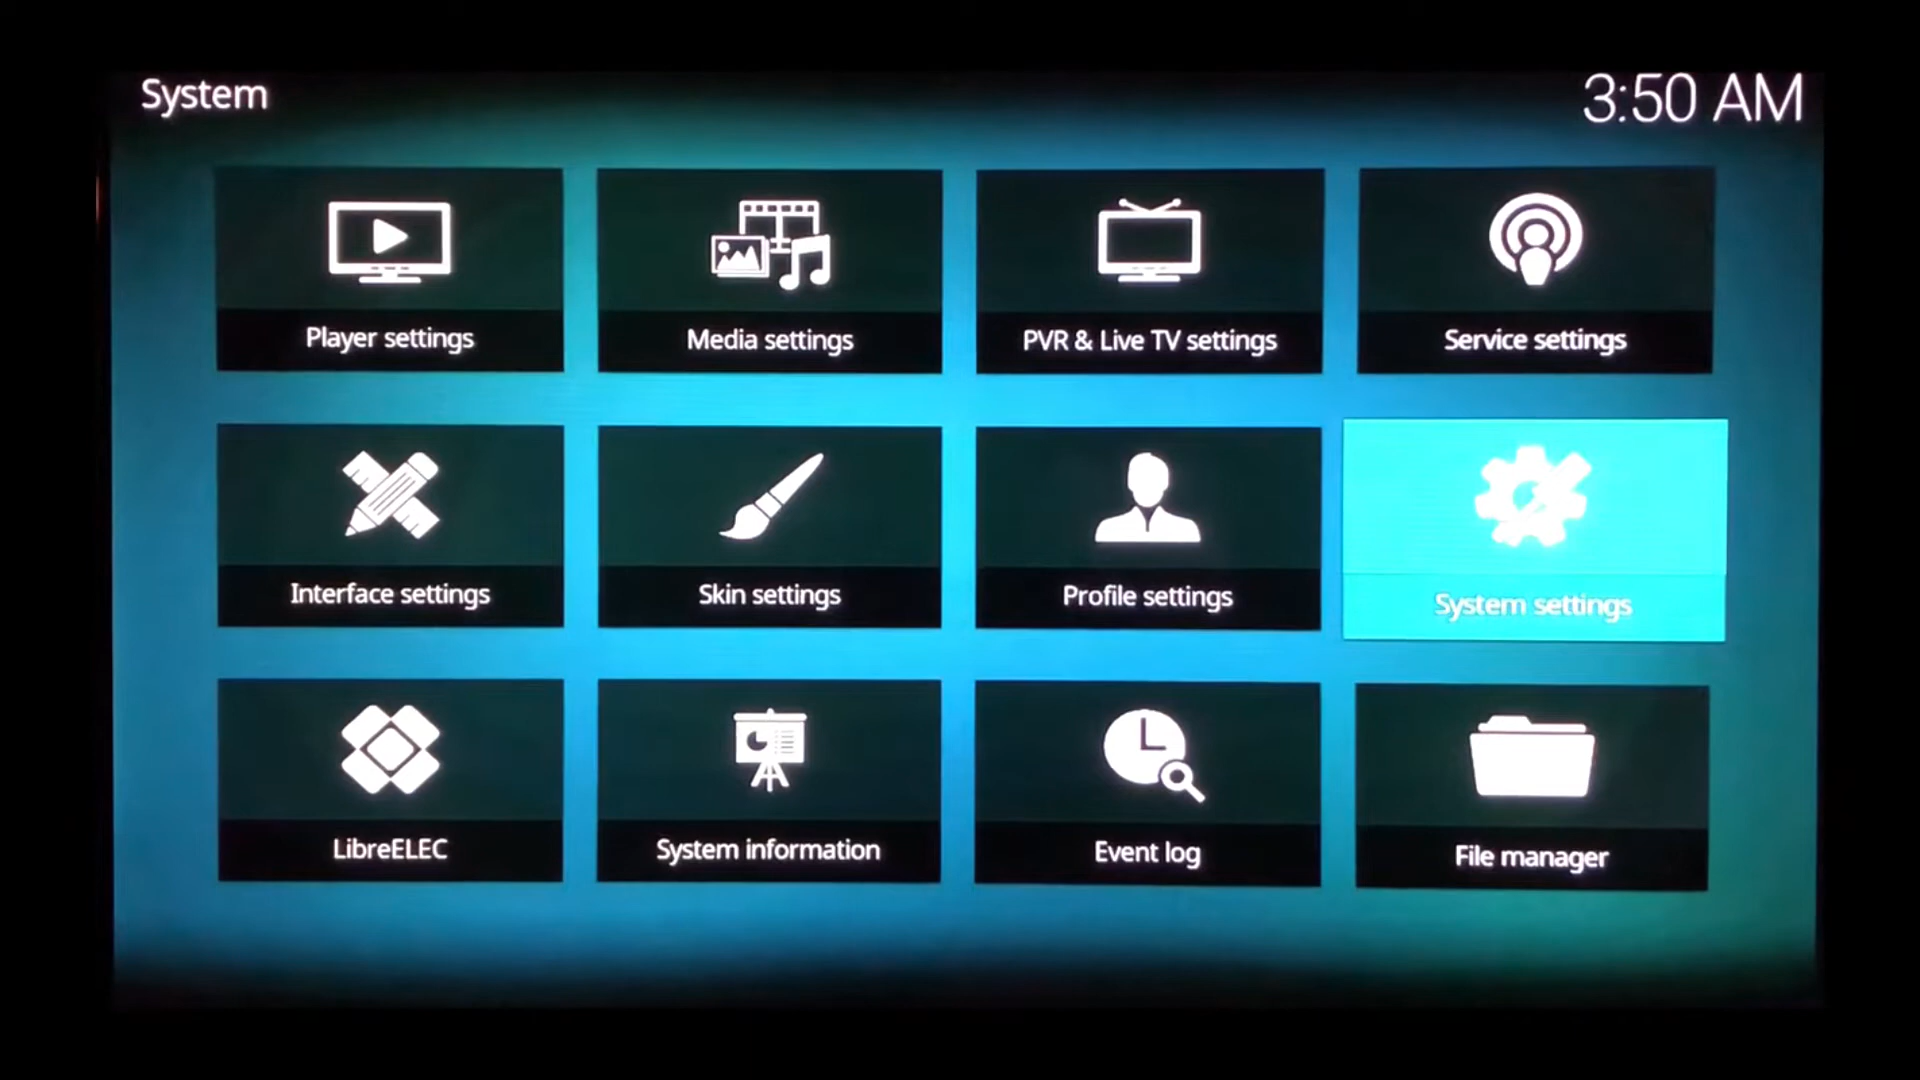 System
3:50 AM
Player settings
Media settings
PVR & Live TV settings
Service settings
Interface settings
Skin settings
Profile settings
System settings
LibreELEC
System information
Event log
File manager